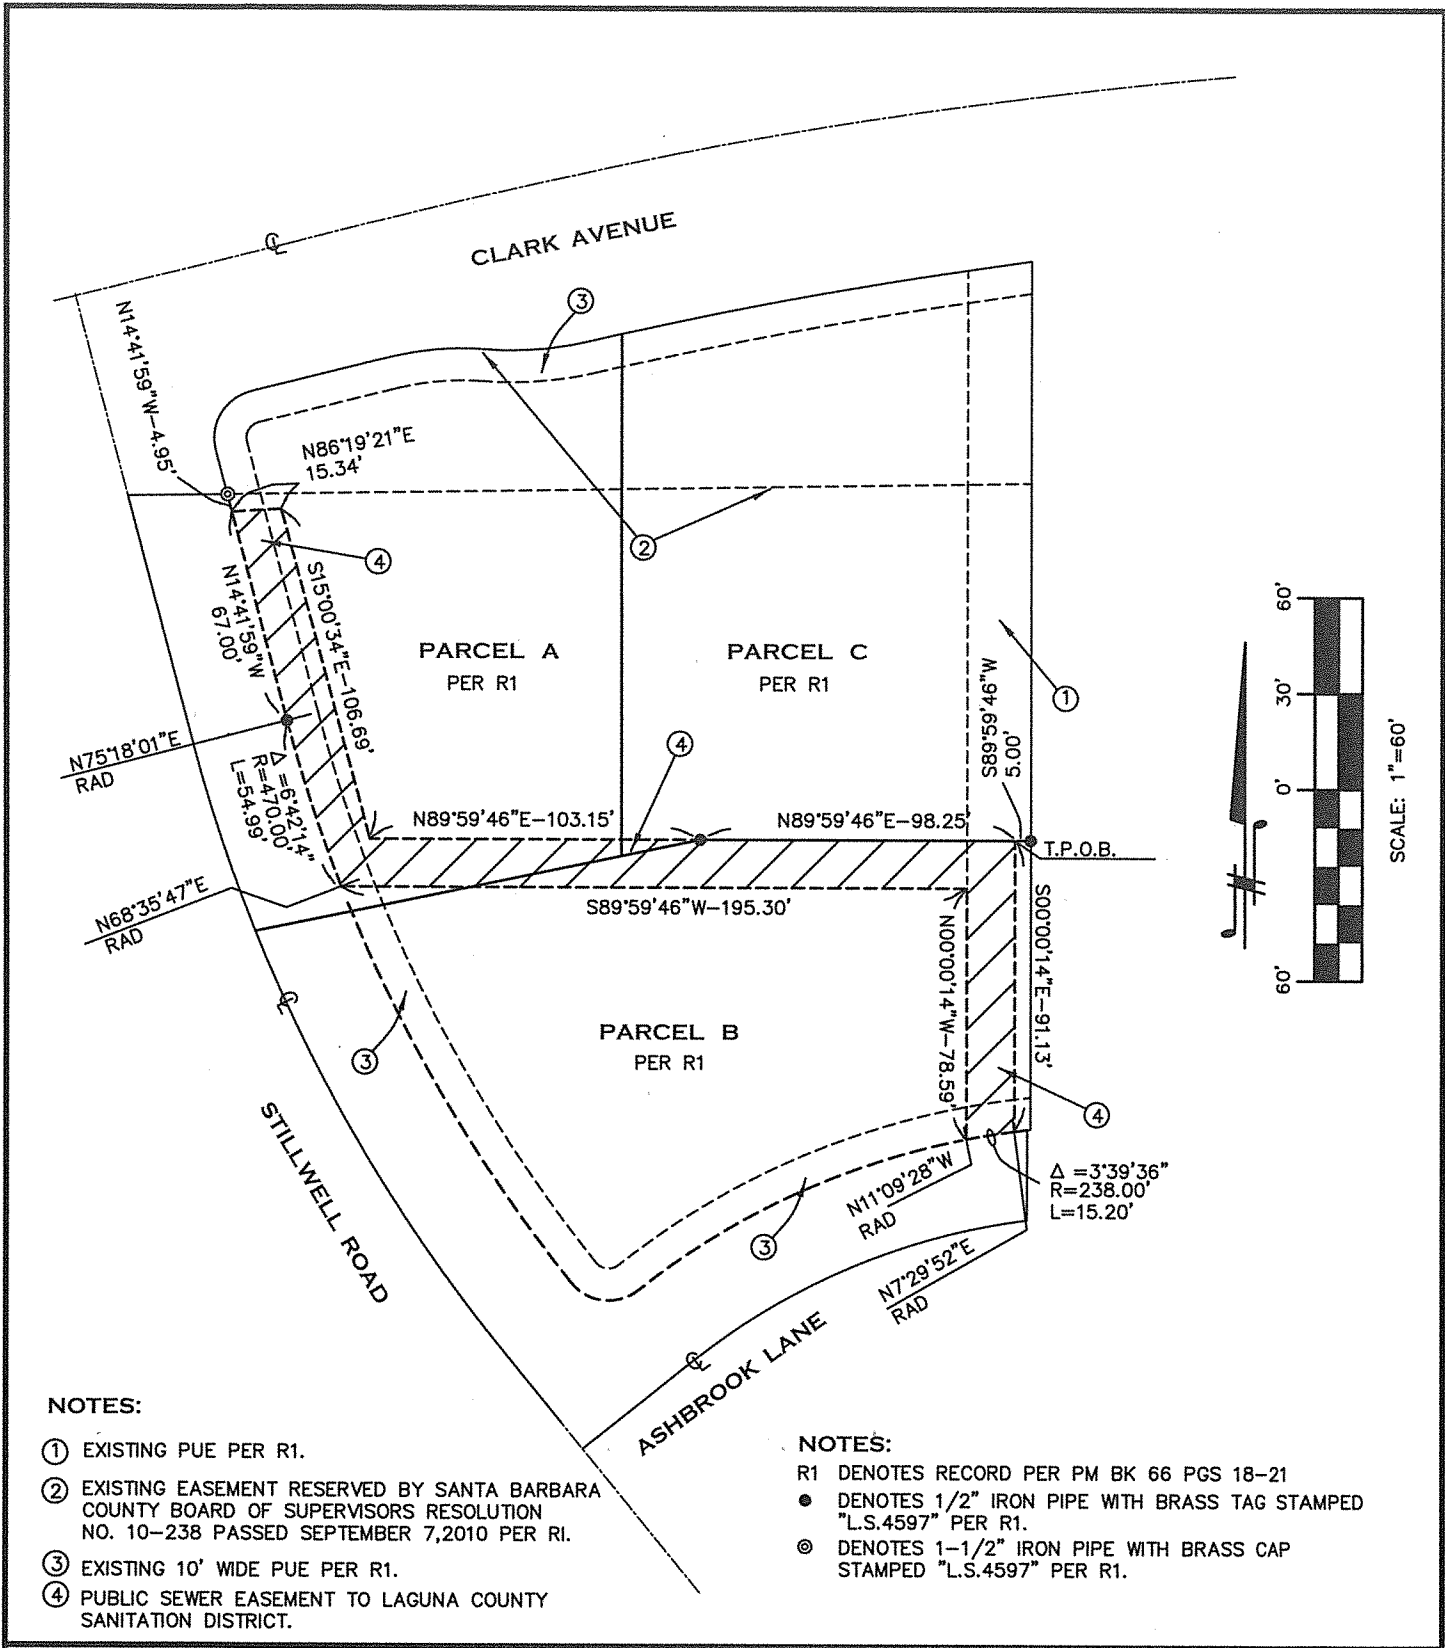 CLARK AVENUE
N14°41'59"W-4.95'
③
N86°19'21"E
15.34'
②
④
N14°41'59"W
67.00'
S15°00'34"E-106.69'
PARCEL A
PER R1
PARCEL C
PER R1
①
S89°59'46"W
5.00'
N75°18'01"E
RAD
④
Δ =6°42'14"
R=470.00'
L=54.99'
N89°59'46"E-103.15'
N89°59'46"E-98.25'
T.P.O.B.
N68°35'47"E
RAD
S89°59'46"W-195.30'
N00°00'14"W-78.59'
S00°00'14"E-91.13'
PARCEL B
PER R1
③
④
STILLWELL ROAD
N11°09'28"W
RAD
Δ =3°39'36"
R=238.00'
L=15.20'
③
N7°29'52"E
RAD
ASHBROOK LANE
60'
30'
0'
60'
SCALE: 1"=60'
NOTES:
① EXISTING PUE PER R1.
② EXISTING EASEMENT RESERVED BY SANTA BARBARA
COUNTY BOARD OF SUPERVISORS RESOLUTION
NO. 10-238 PASSED SEPTEMBER 7,2010 PER RI.
③ EXISTING 10' WIDE PUE PER R1.
④ PUBLIC SEWER EASEMENT TO LAGUNA COUNTY
SANITATION DISTRICT.
NOTES:
R1 DENOTES RECORD PER PM BK 66 PGS 18-21
● DENOTES 1/2" IRON PIPE WITH BRASS TAG STAMPED
"L.S.4597" PER R1.
◎ DENOTES 1-1/2" IRON PIPE WITH BRASS CAP
STAMPED "L.S.4597" PER R1.